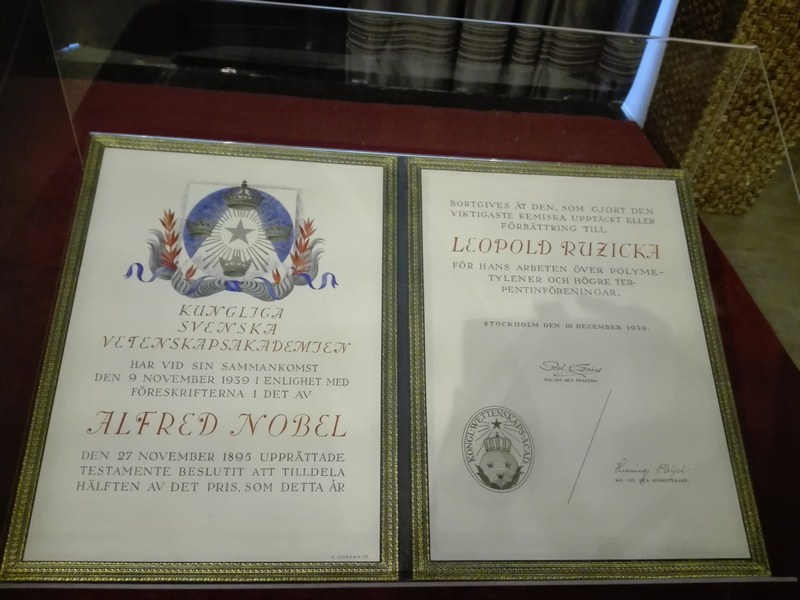 KUNGLIGA
SVENSKA
VETENSKAPSAKADEMIEN
HAR VID SIN SAMMANKOMST
DEN 9 NOVEMBER 1939 I ENLIGHET MED
FÖRESKRIFTERNA I DET AV
ALFRED NOBEL
DEN 27 NOVEMBER 1895 UPPRÄTTADE
TESTAMENTE BESLUTIT ATT TILLDELA
HÄLFTEN AV DET PRIS, SOM DETTA ÅR
BORTGIVES ÅT DEN, SOM GJORT DEN
VIKTIGASTE KEMISKA UPPTÄCKT ELLER
FÖRBÄTTRING TILL
LEOPOLD RUZICKA
FÖR HANS ARBETEN ÖVER POLYME-
TYLENER OCH HÖGRE TER-
PENTINFÖRENINGAR.
STOCKHOLM DEN 10 DECEMBER 1939.
KONGL. WETTENSKAPS. ACAD.